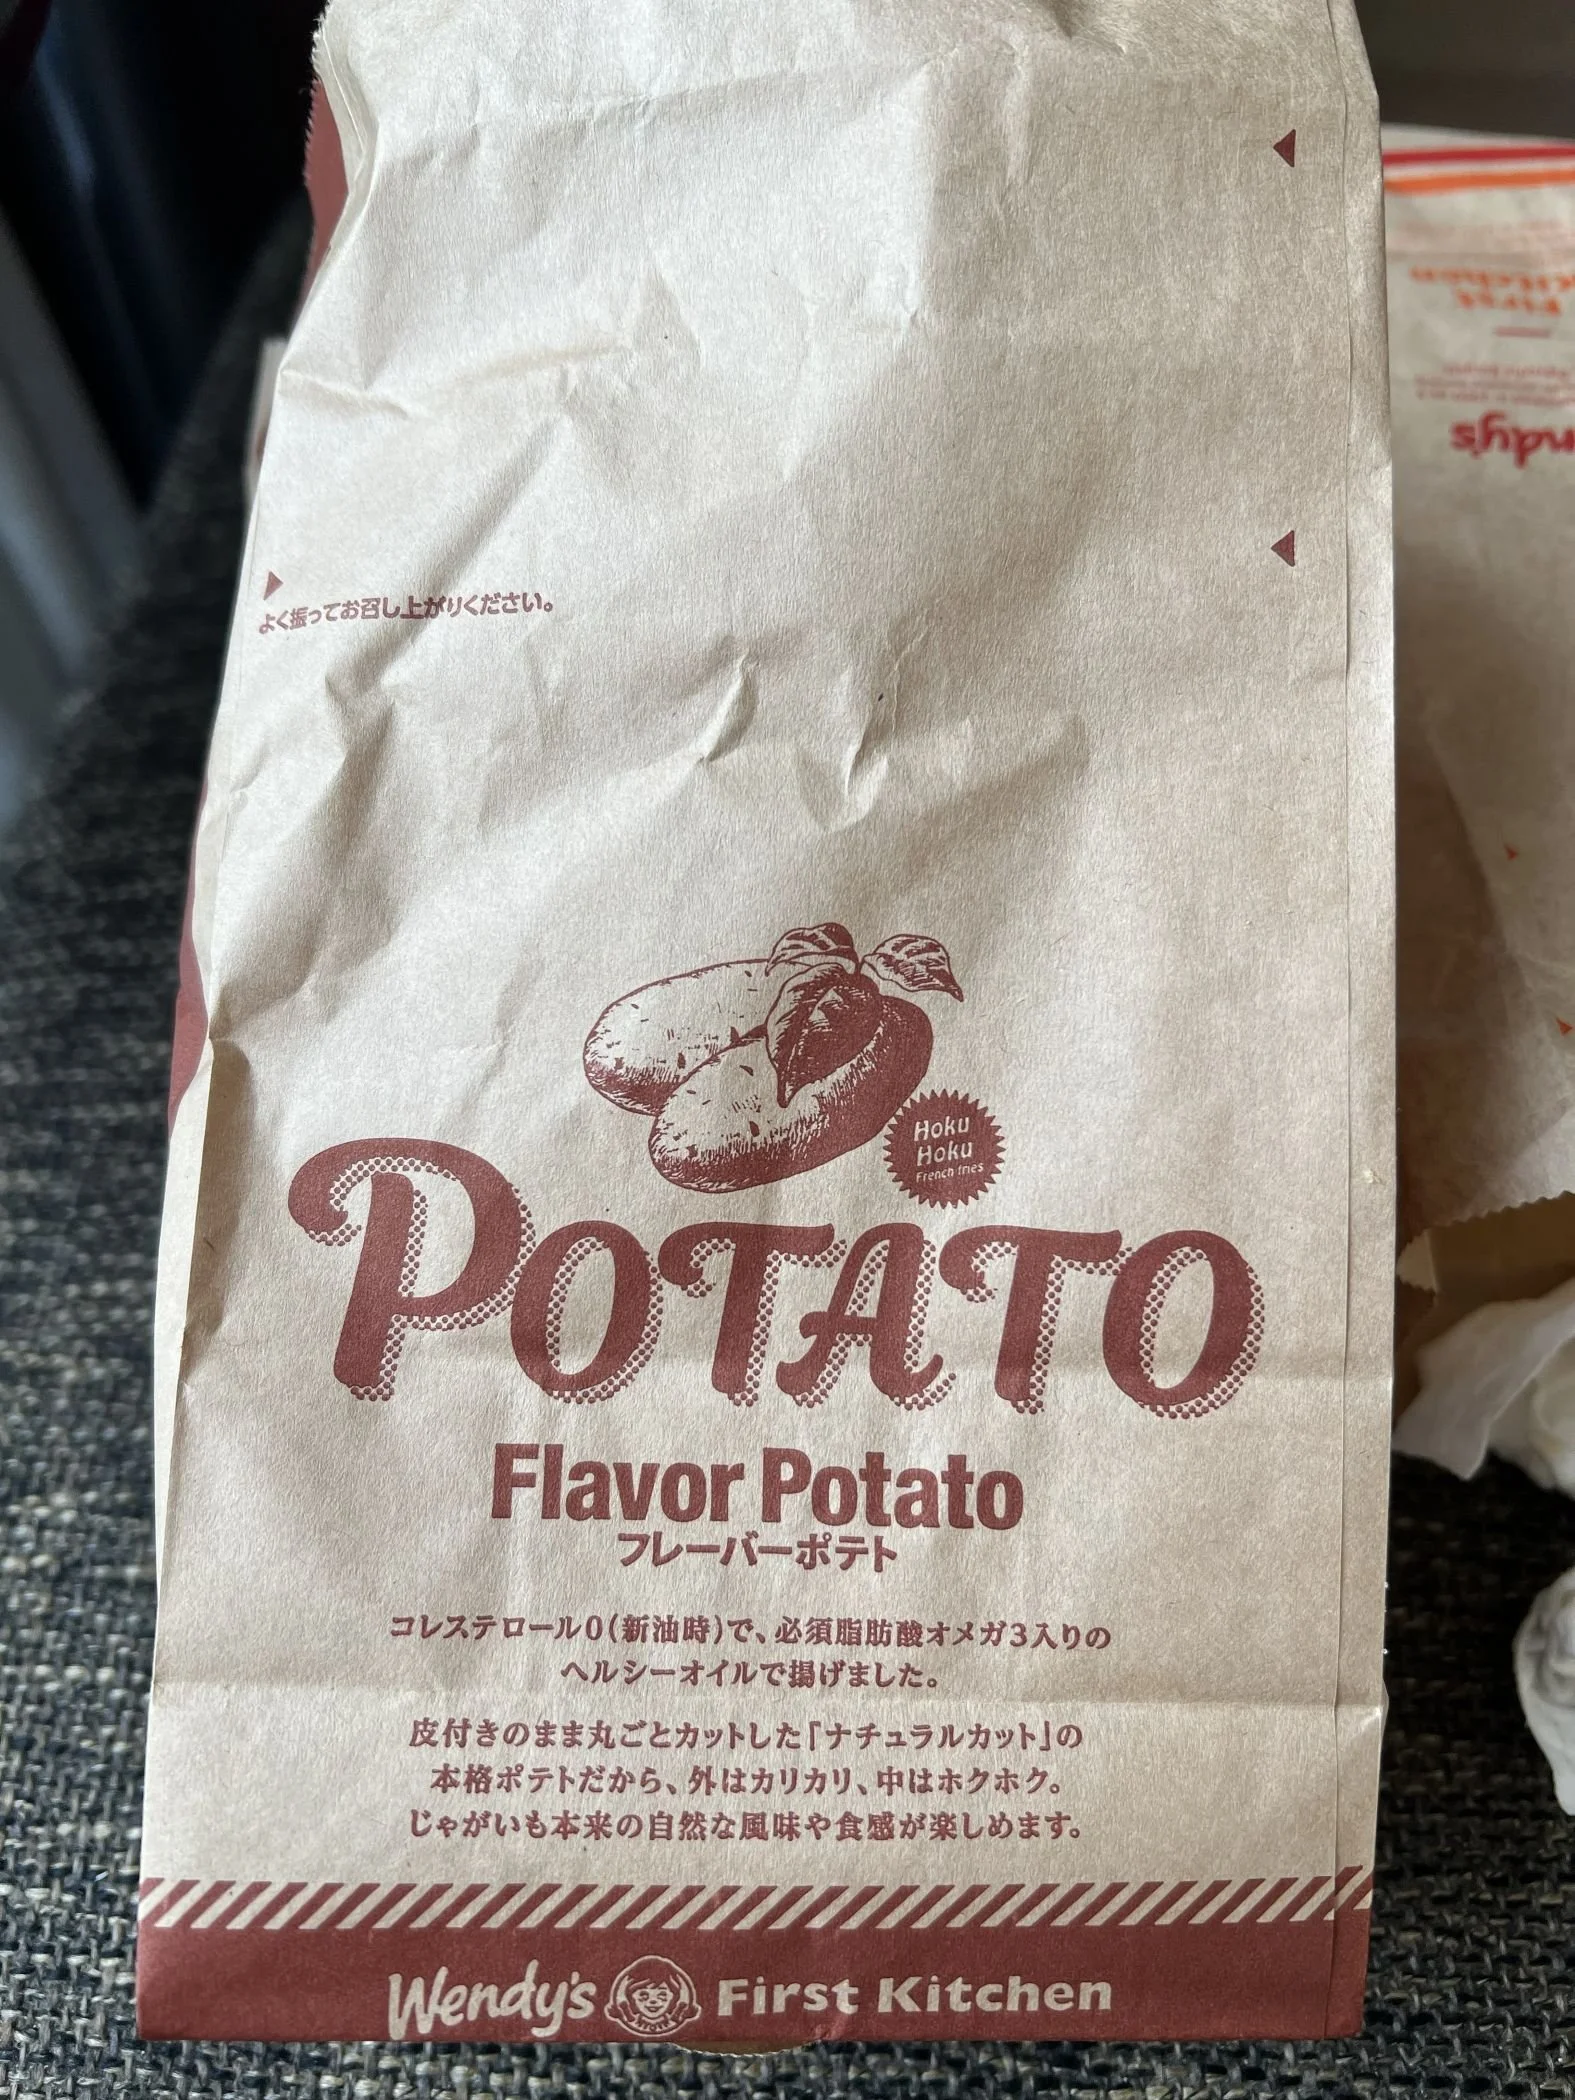 よく振ってお召し上がりください。
Hoku
Hoku
French fries
POTATO
Flavor Potato
フレーバーポテト
コレステロール0(新油時)で、必須脂肪酸オメガ3入りの
ヘルシーオイルで揚げました。
皮付きのまま丸ごとカットした「ナチュラルカット」の
本格ポテトだから、外はカリカリ、中はホクホク。
じゃがいも本来の自然な風味や食感が楽しめます。
Wendy's First Kitchen
First
Kitchen
ndy's